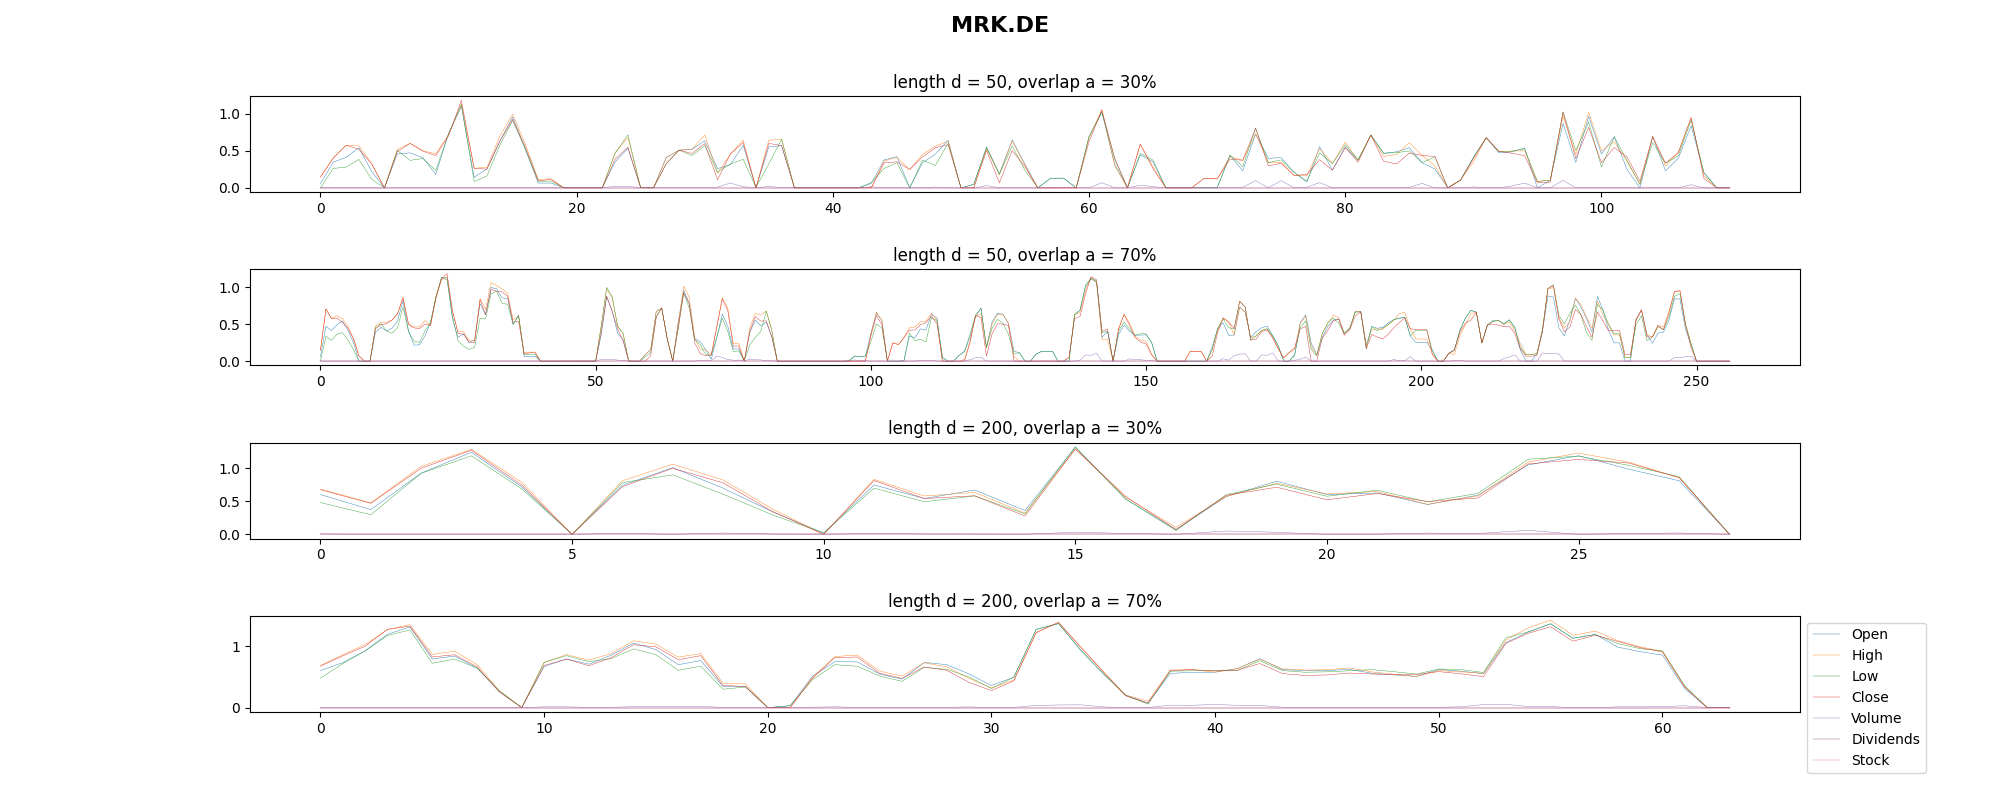 MRK.DE
length d = 50, overlap a = 30%
1.0
0.5
0.0
0 20 40 60 80 100
length d = 50, overlap a = 70%
1.0
0.5
0.0
0 50 100 150 200 250
length d = 200, overlap a = 30%
1.0
0.5
0.0
0 5 10 15 20 25
length d = 200, overlap a = 70%
1
0
0 10 20 30 40 50 60
Open
High
Low
Close
Volume
Dividends
Stock